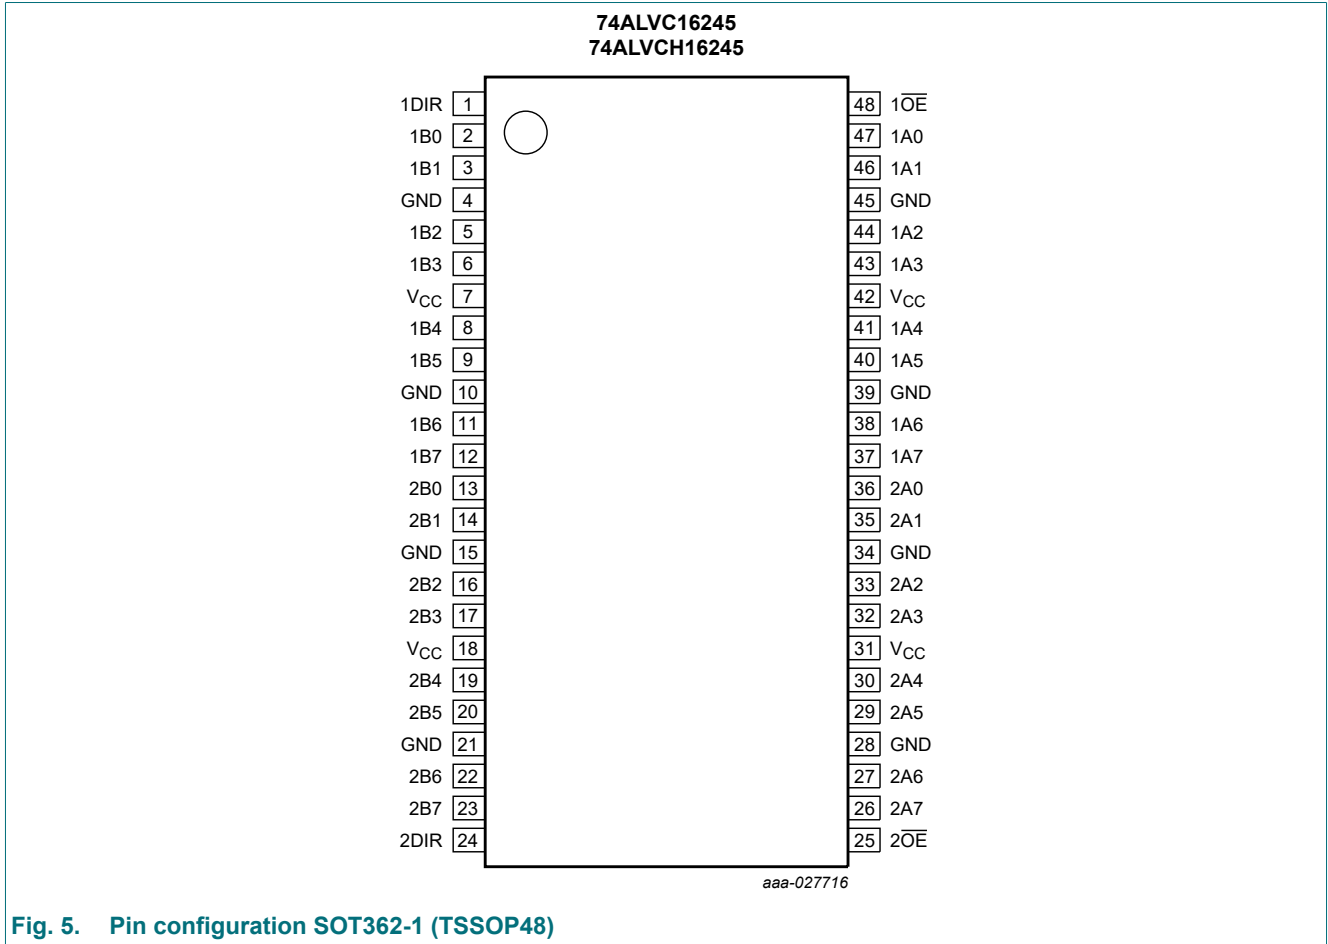 74ALVC16245
74ALVCH16245
1DIR 1 48 1O̅E̅
1B0 2 47 1A0
1B1 3 46 1A1
GND 4 45 GND
1B2 5 44 1A2
1B3 6 43 1A3
VCC 7 42 VCC
1B4 8 41 1A4
1B5 9 40 1A5
GND 10 39 GND
1B6 11 38 1A6
1B7 12 37 1A7
2B0 13 36 2A0
2B1 14 35 2A1
GND 15 34 GND
2B2 16 33 2A2
2B3 17 32 2A3
VCC 18 31 VCC
2B4 19 30 2A4
2B5 20 29 2A5
GND 21 28 GND
2B6 22 27 2A6
2B7 23 26 2A7
2DIR 24 25 2O̅E̅
aaa-027716
Fig. 5. Pin configuration SOT362-1 (TSSOP48)